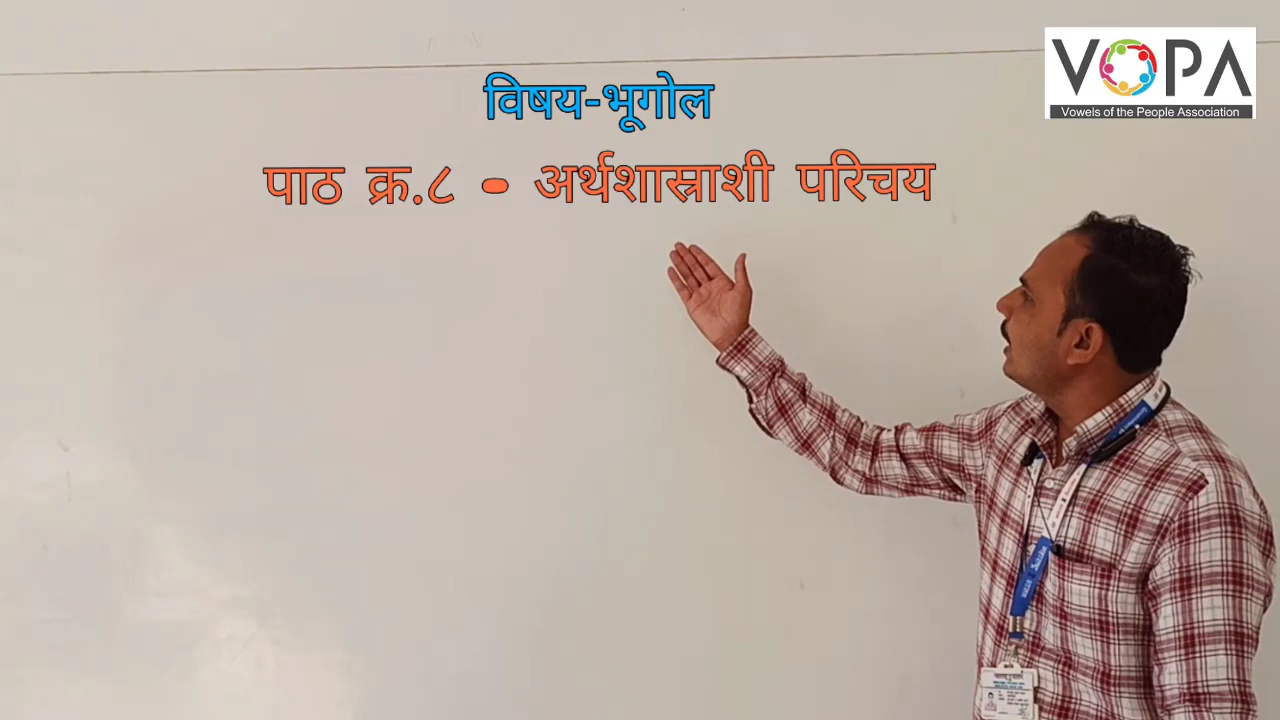 विषय-भूगोल
पाठ क्र.८ - अर्थशास्राशी परिचय
VOPA
Vowels of the People Association